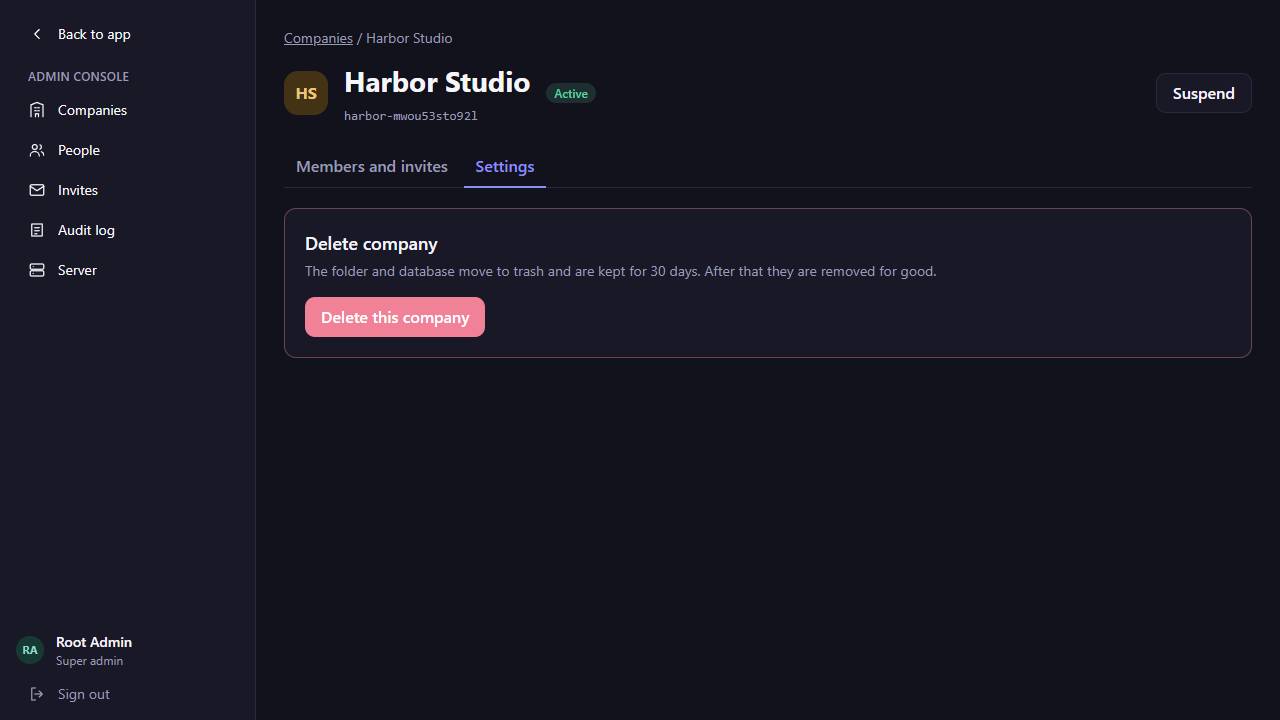 Back to app
ADMIN CONSOLE
Companies
People
Invites
Audit log
Server
RA
Root Admin
Super admin
Sign out
Companies / Harbor Studio
HS
Harbor Studio
Active
harbor-mwou53sto92l
Suspend
Members and invites
Settings
Delete company
The folder and database move to trash and are kept for 30 days. After that they are removed for good.
Delete this company